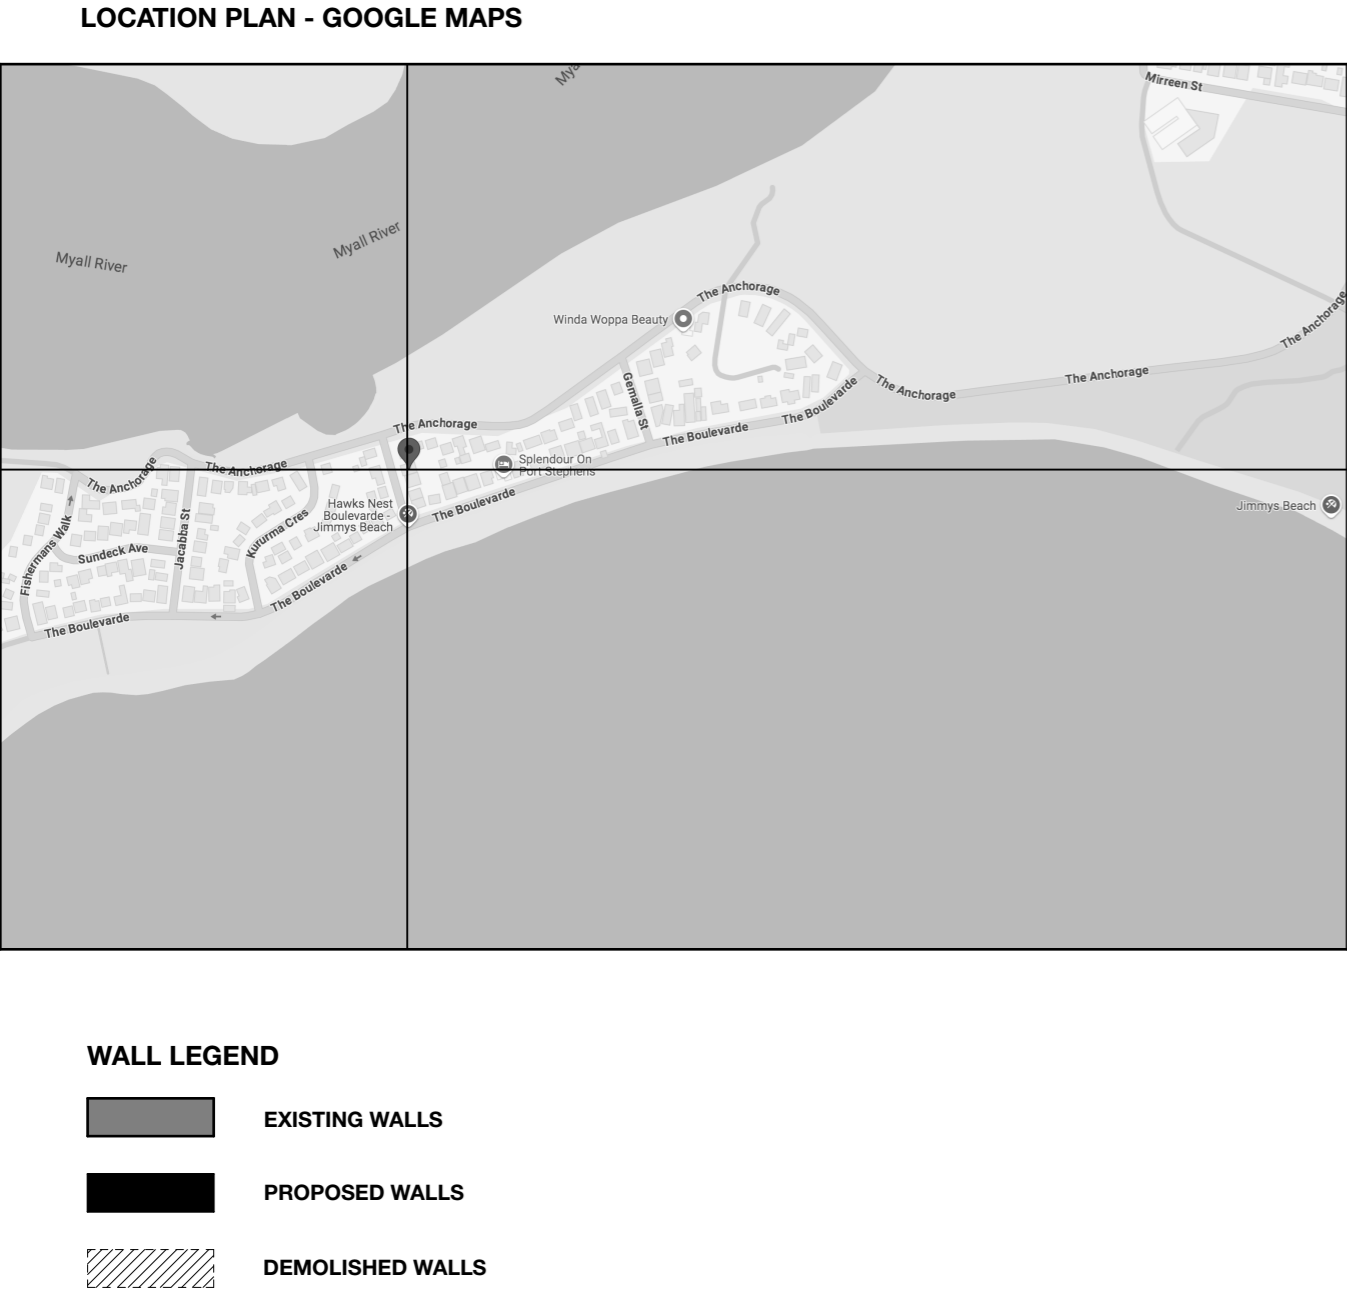 LOCATION PLAN - GOOGLE MAPS
Mya
Mirreen St
Myall River
Myall River
The Anchorage
Winda Woppa Beauty
The Anchorage
The Anchorage
The Anchorage
Gemalla St
The Boulevarde
The Boulevarde
The Anchorage
Splendour On
Port Stephens
The Anchorage
The Anchorage
Hawks Nest
Boulevarde -
Jimmys Beach
The Boulevarde
Jimmys Beach
Fishermans Walk
Sundeck Ave
Jacabba St
Kururma Cres
The Boulevarde
The Boulevarde
WALL LEGEND
EXISTING WALLS
PROPOSED WALLS
DEMOLISHED WALLS